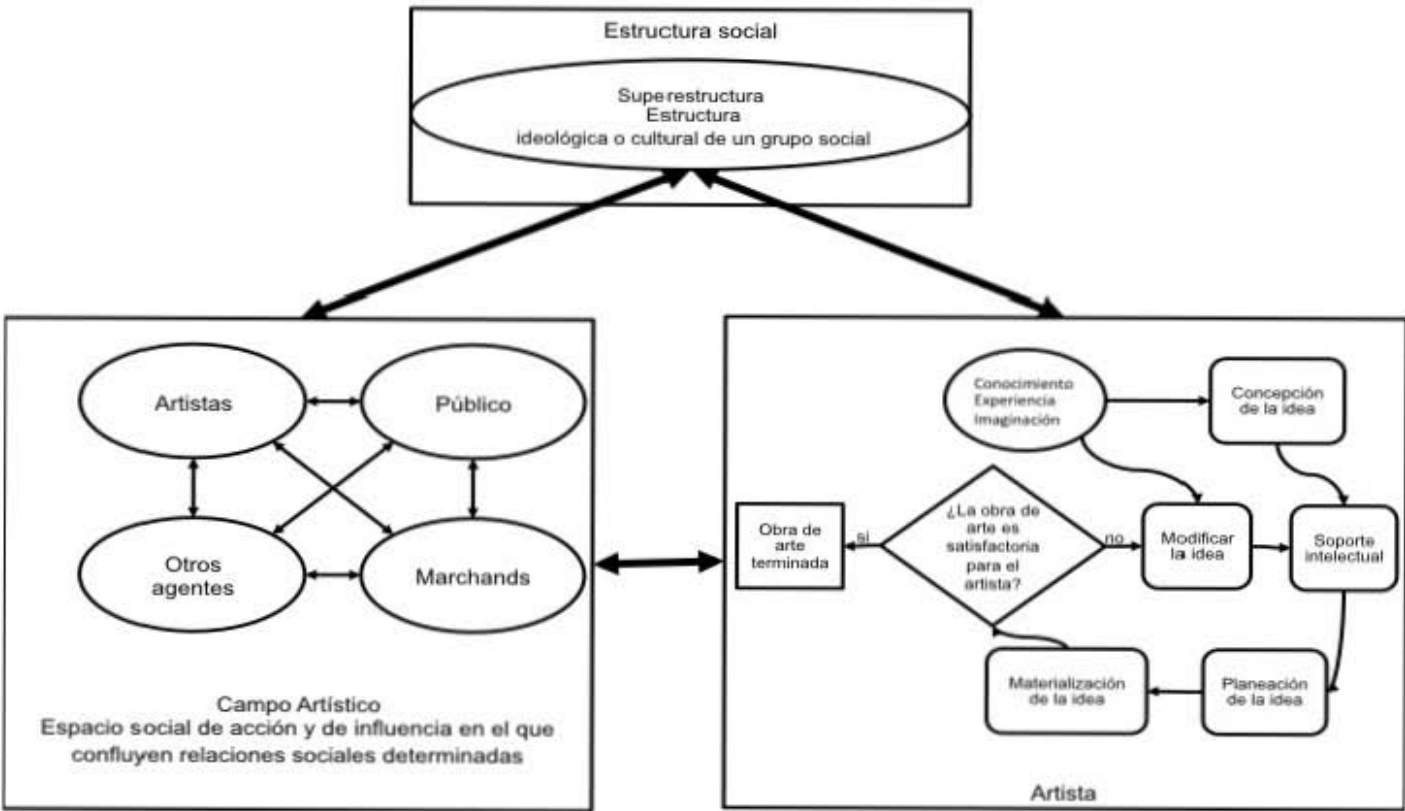 Estructura social
Superestructura
Estructura
ideológica o cultural de un grupo social
Artistas
Público
Otros
agentes
Marchands
Campo Artístico
Espacio social de acción y de influencia en el que
confluyen relaciones sociales determinadas
Conocimiento
Experiencia
Imaginación
Concepción
de la idea
Obra de
arte
terminada
si
¿La obra de
arte es
satisfactoria
para el
artista?
no
Modificar
la idea
Soporte
intelectual
Materialización
de la idea
Planeación
de la idea
Artista